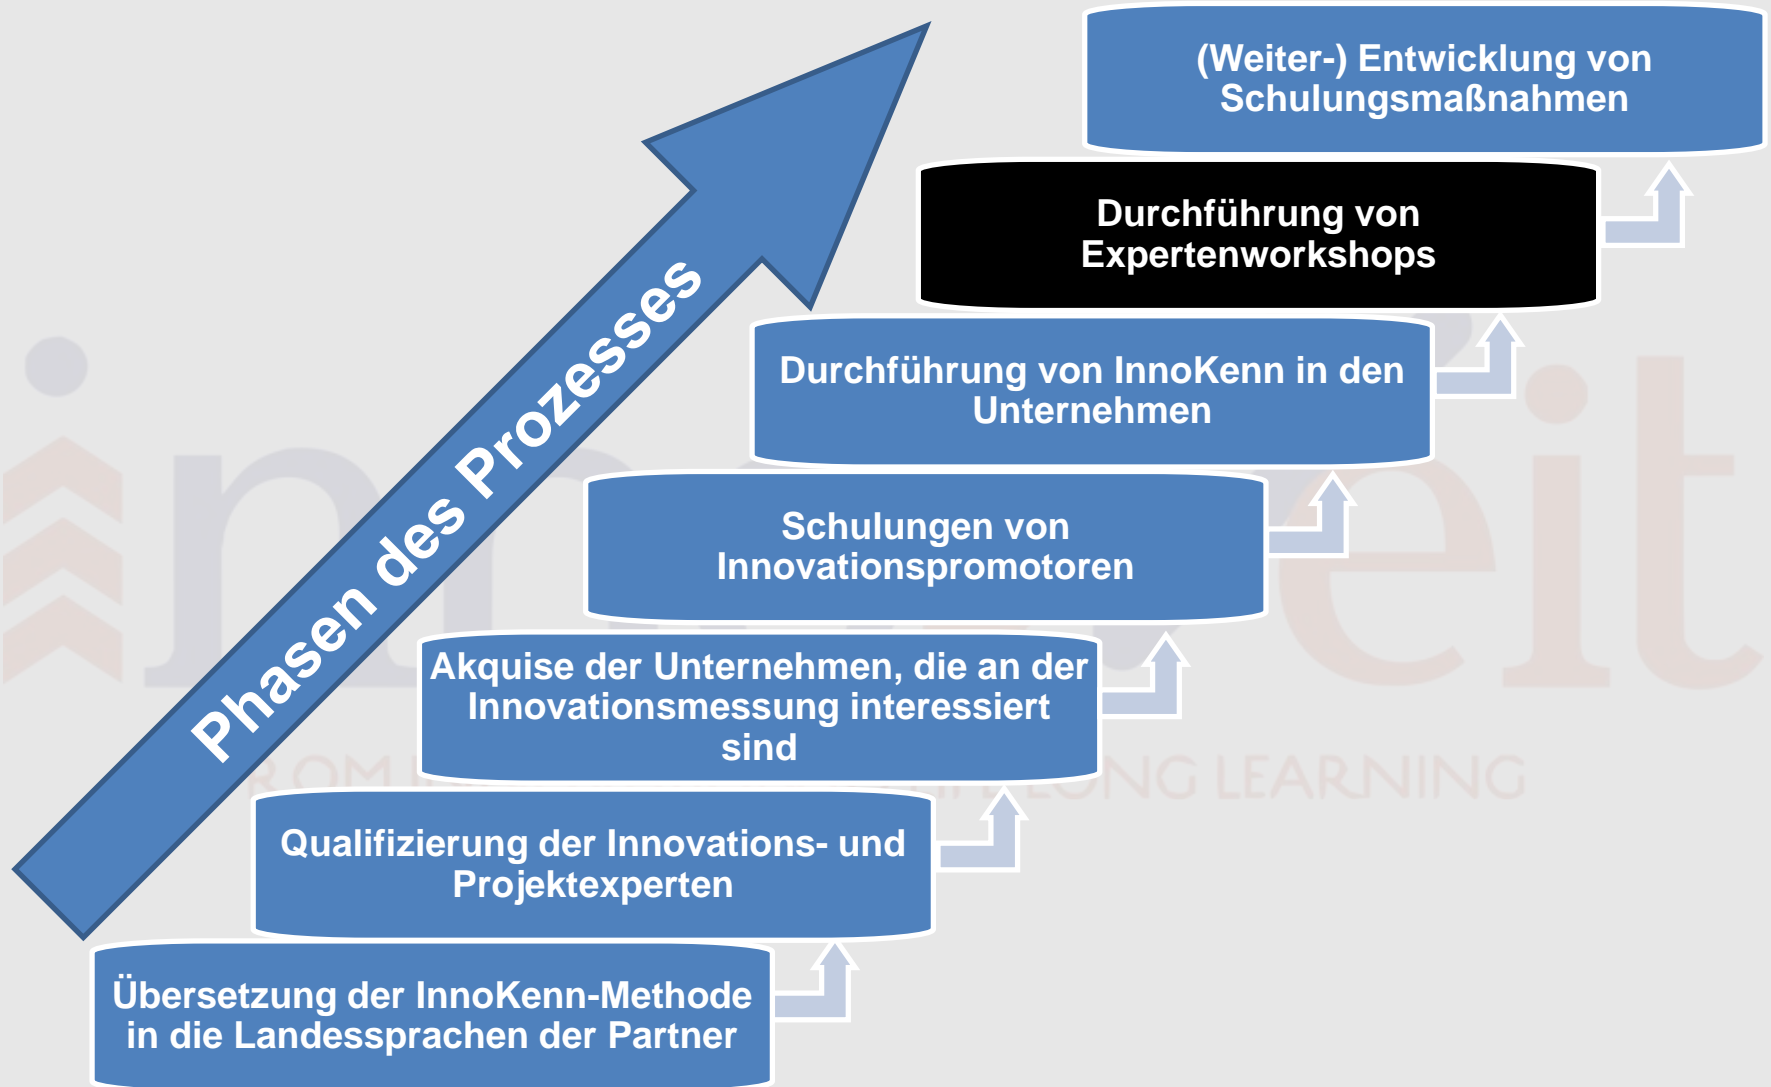 (Weiter-) Entwicklung von
Schulungsmaßnahmen
Durchführung von
Expertenworkshops
Durchführung von InnoKenn in den
Unternehmen
Schulungen von
Innovationspromotoren
Akquise der Unternehmen, die an der
Innovationsmessung interessiert
sind
Qualifizierung der Innovations- und
Projektexperten
Übersetzung der InnoKenn-Methode
in die Landessprachen der Partner
Phasen des Prozesses
LONG LEARNING